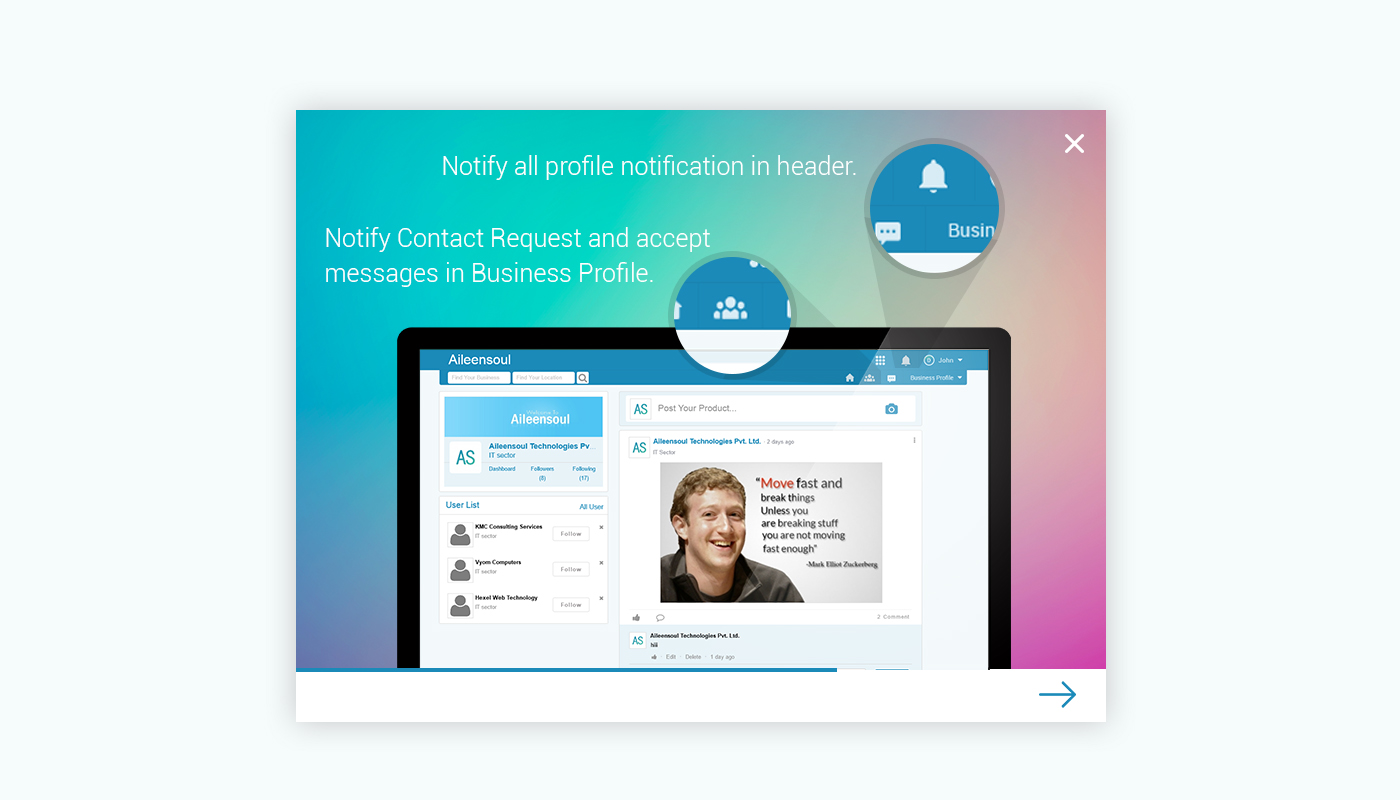 Notify all profile notification in header.
Notify Contact Request and accept
messages in Business Profile.
Busin
Aileensoul
John
Find Your Business
Find Your Location
Business Profile
Welcome To
Aileensoul
AS
Aileensoul Technologies Pv...
IT sector
Dashboard
Followers
Following
(8)
(17)
User List
All User
KMC Consulting Services
IT sector
Follow
Vyom Computers
IT sector
Follow
Hexel Web Technology
IT sector
Follow
AS
Post Your Product...
AS
Aileensoul Technologies Pvt. Ltd. · 2 days ago
IT Sector
“Move fast and
break things
Unless you
are breaking stuff
you are not moving
fast enough”
-Mark Elliot Zuckerberg
2 Comment
AS
Aileensoul Technologies Pvt. Ltd.
hii
· Edit · Delete · 1 day ago